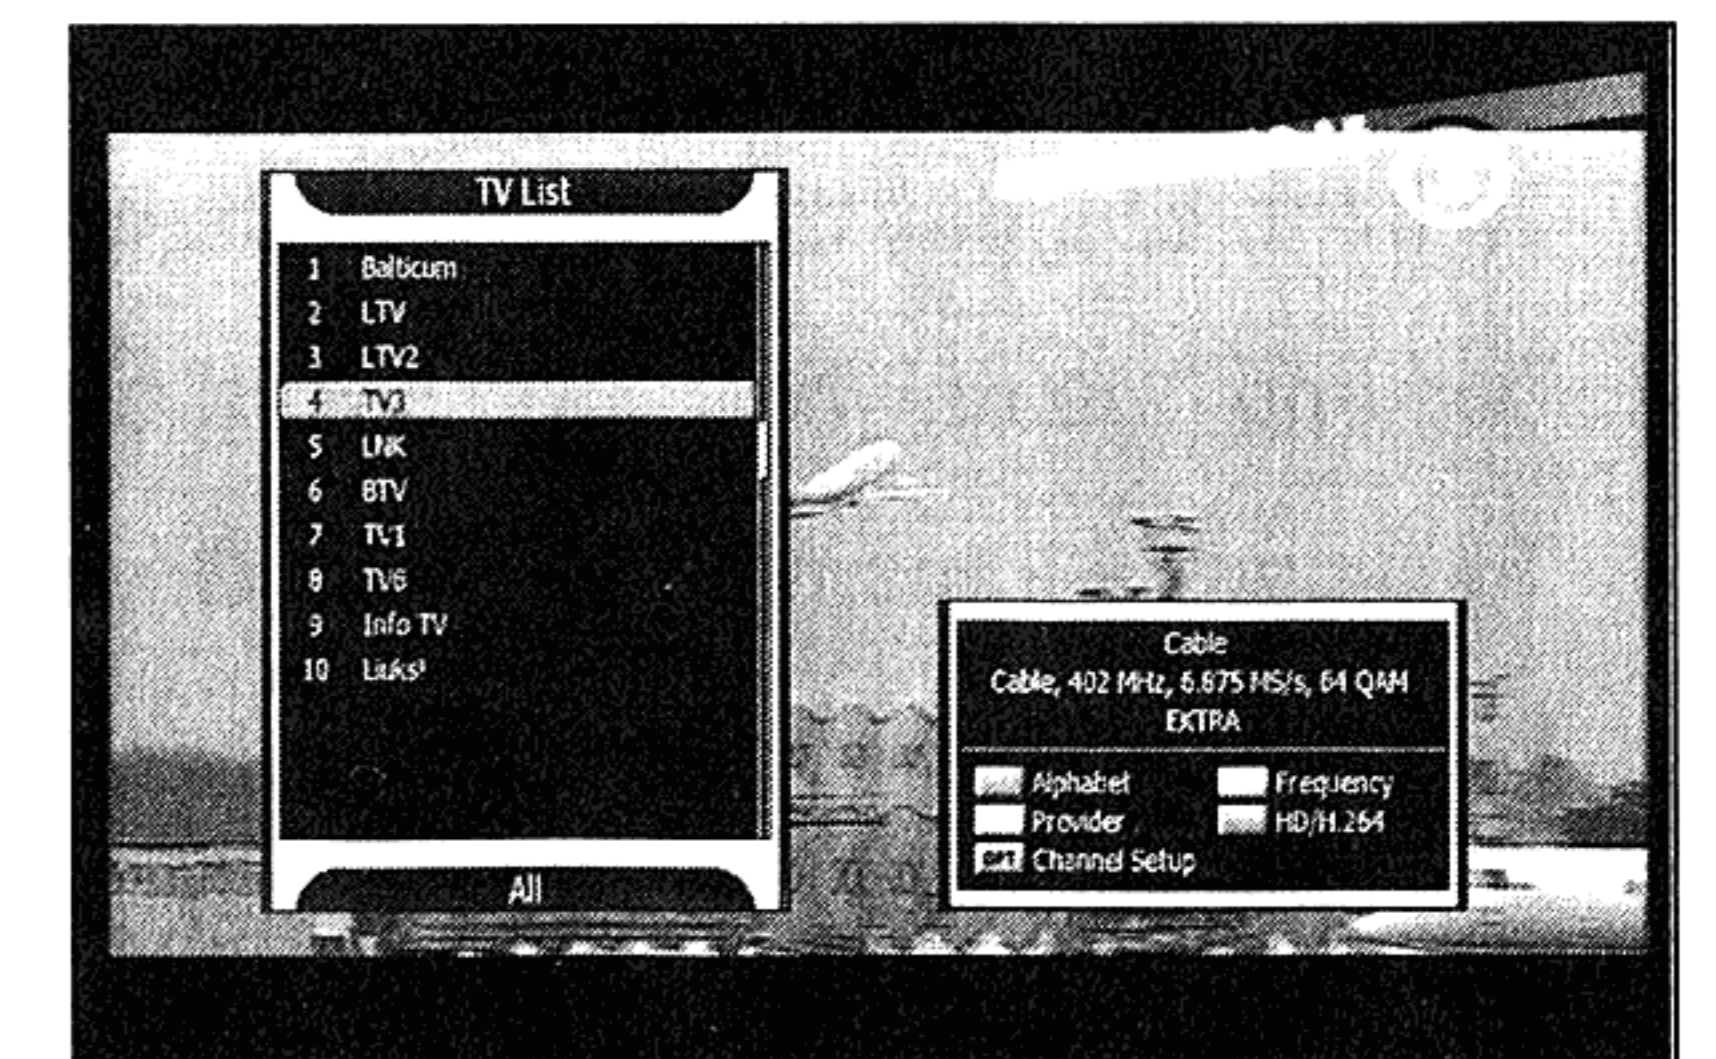 TV List
1 Balticum
2 LTV
3 LTV2
4 TV3
5 LNK
6 BTV
7 TV1
8 TV6
9 Info TV
10
All
Cable
Cable, 402 MHz, 6.875 MS/s, 64 QAM
EXTRA
Alphabet
Frequency
Provider
HD/H.264
OPT Channel Setup